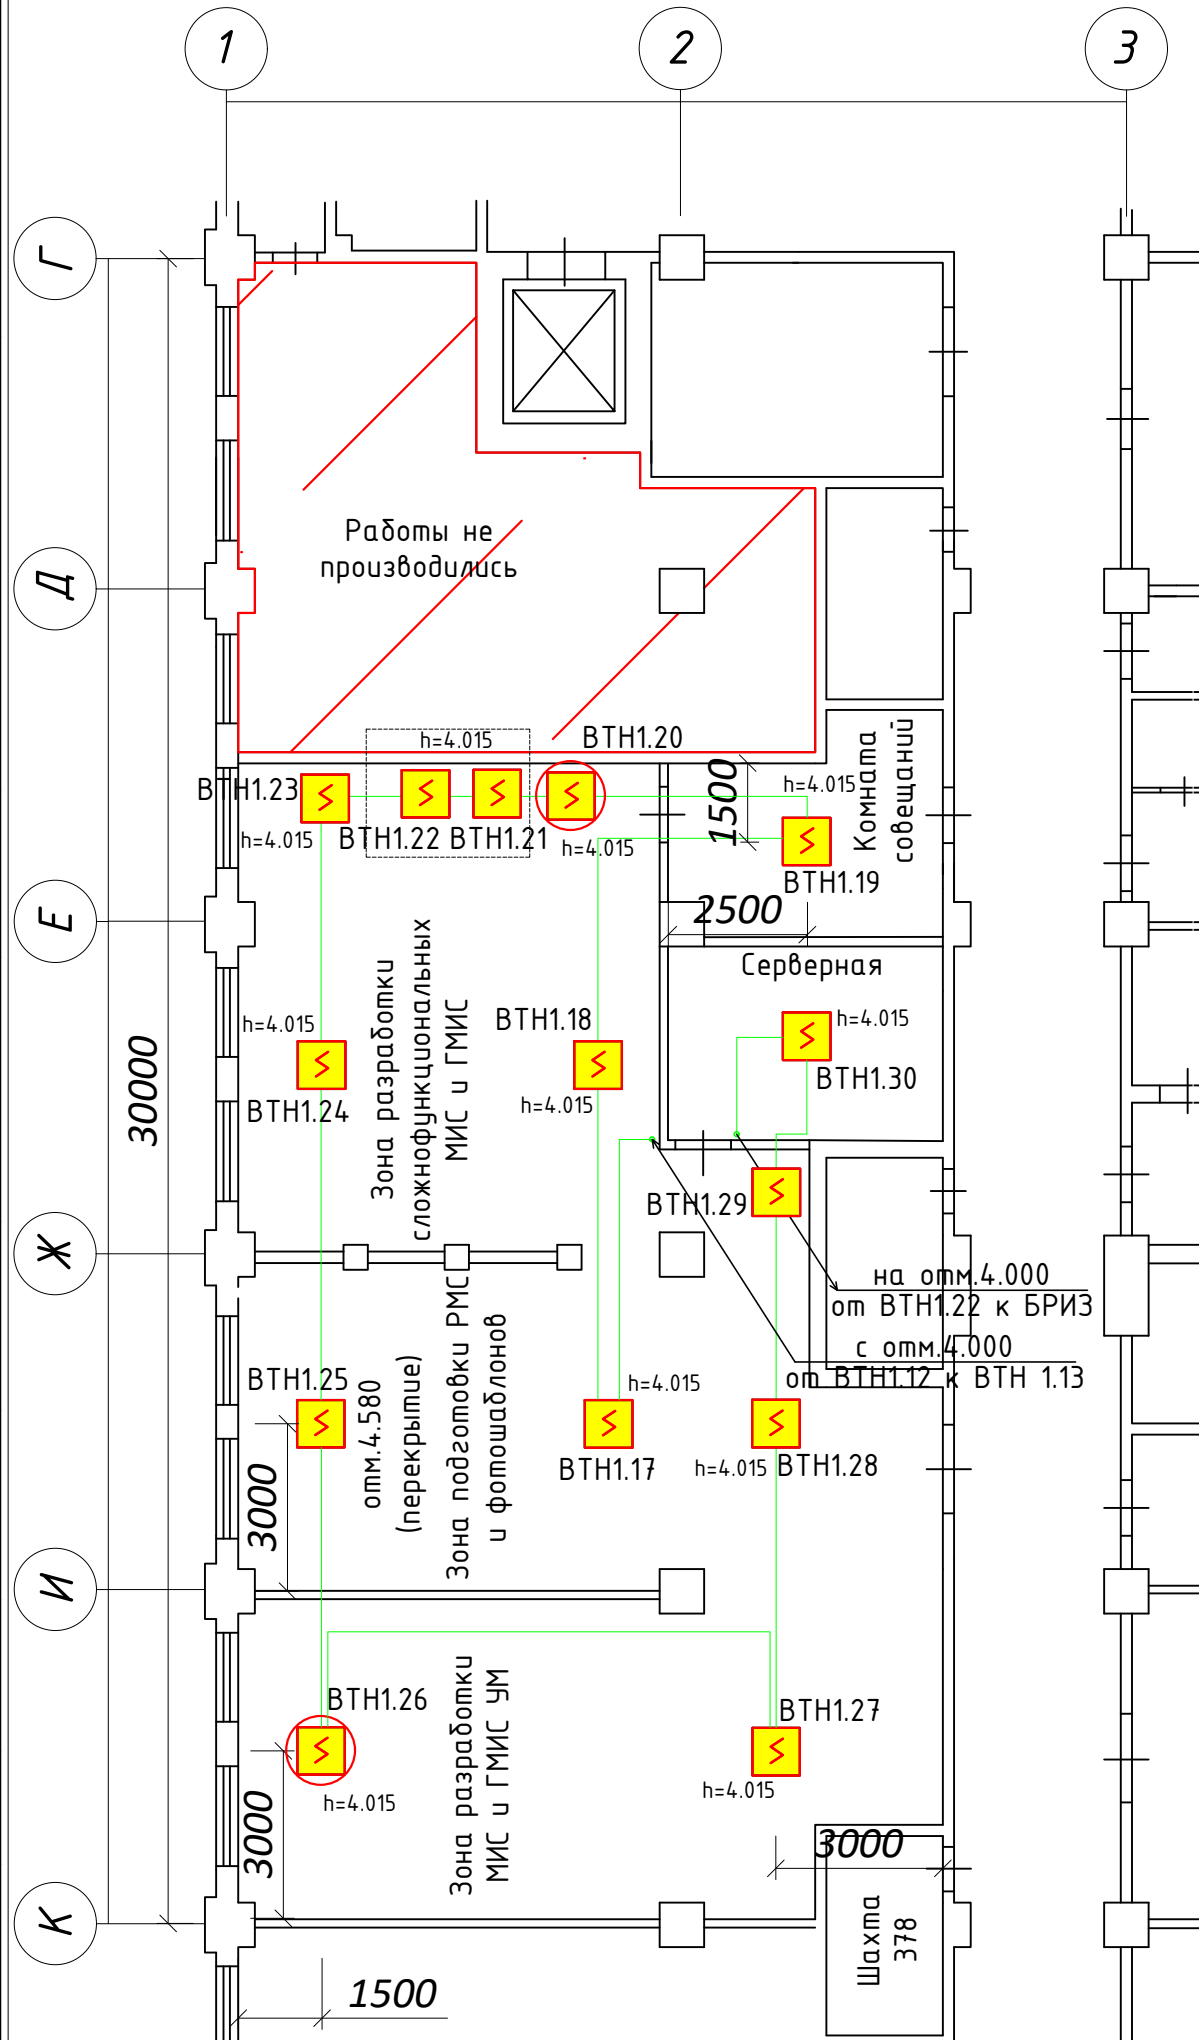 1
2
3
Г
Д
Е
Ж
И
К
30000
Работы не
производились
h=4.015
ВТН1.20
ВТН1.23
h=4.015
ВТН1.22
ВТН1.21
h=4.015
1500
h=4.015
Комната
совещаний
ВТН1.19
2500
Серверная
h=4.015
ВТН1.30
h=4.015
ВТН1.24
Зона разработки
сложнофункциональных
МИС и ГМИС
ВТН1.18
h=4.015
ВТН1.29
на отм.4.000
от ВТН1.22 к БРИЗ
с отм.4.000
от ВТН1.12 к ВТН 1.13
ВТН1.25
3000
отм.4.580
(перекрытие)
Зона подготовки РМС
и фотошаблонов
h=4.015
ВТН1.17
h=4.015
ВТН1.28
ВТН1.26
h=4.015
3000
Зона разработки
МИС и ГМИС УМ
ВТН1.27
h=4.015
3000
Шахта
378
1500